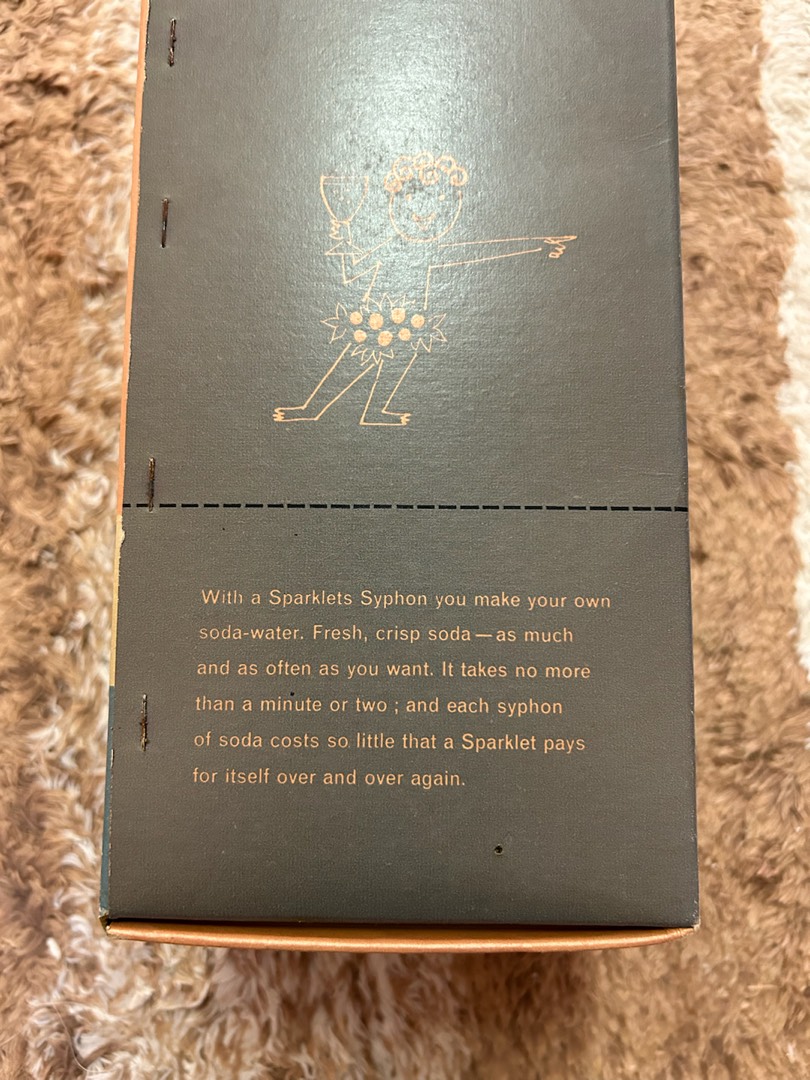 With a Sparklets Syphon you make your own
soda-water. Fresh, crisp soda — as much
and as often as you want. It takes no more
than a minute or two ; and each syphon
of soda costs so little that a Sparklet pays
for itself over and over again.